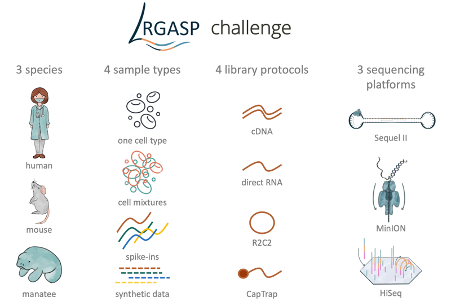 LRGASP challenge
3 species
4 sample types
4 library protocols
3 sequencing
platforms
human
mouse
manatee
one cell type
cell mixtures
spike-ins
synthetic data
cDNA
direct RNA
R2C2
CapTrap
Sequel II
MinION
HiSeq